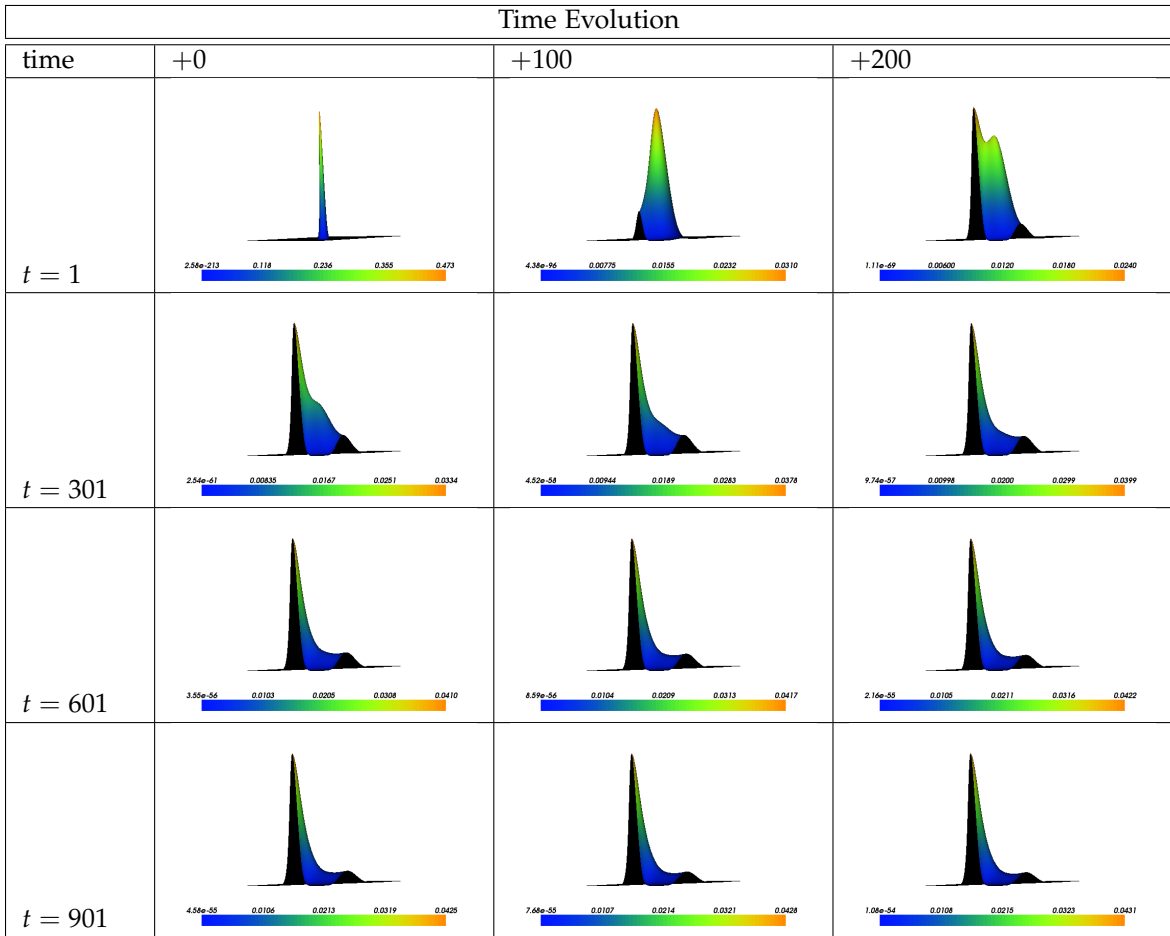 Time Evolution
time +0 +100 +200
t = 1
2.58e-213 0.118 0.236 0.355 0.473
4.38e-96 0.00775 0.0155 0.0232 0.0310
1.11e-69 0.00600 0.0120 0.0180 0.0240
t = 301
2.54e-61 0.00835 0.0167 0.0251 0.0334
4.52e-58 0.00944 0.0189 0.0283 0.0378
9.74e-57 0.00998 0.0200 0.0299 0.0399
t = 601
3.55e-56 0.0103 0.0205 0.0308 0.0410
8.59e-56 0.0104 0.0209 0.0313 0.0417
2.16e-55 0.0105 0.0211 0.0316 0.0422
t = 901
4.58e-55 0.0106 0.0213 0.0319 0.0425
7.68e-55 0.0107 0.0214 0.0321 0.0428
1.08e-54 0.0108 0.0215 0.0323 0.0431